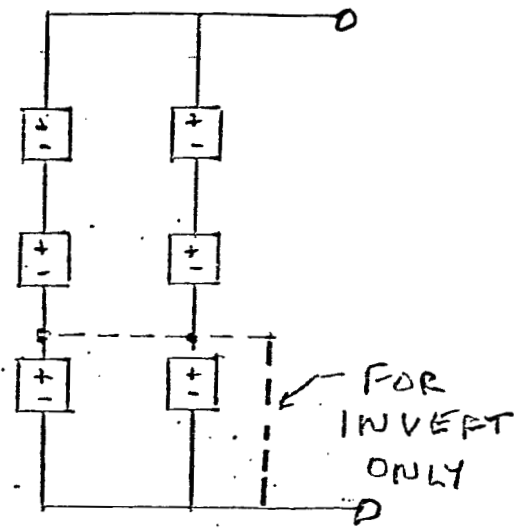 + +
- -
+ +
- -
+ +
- -
FOR
INVERT
ONLY